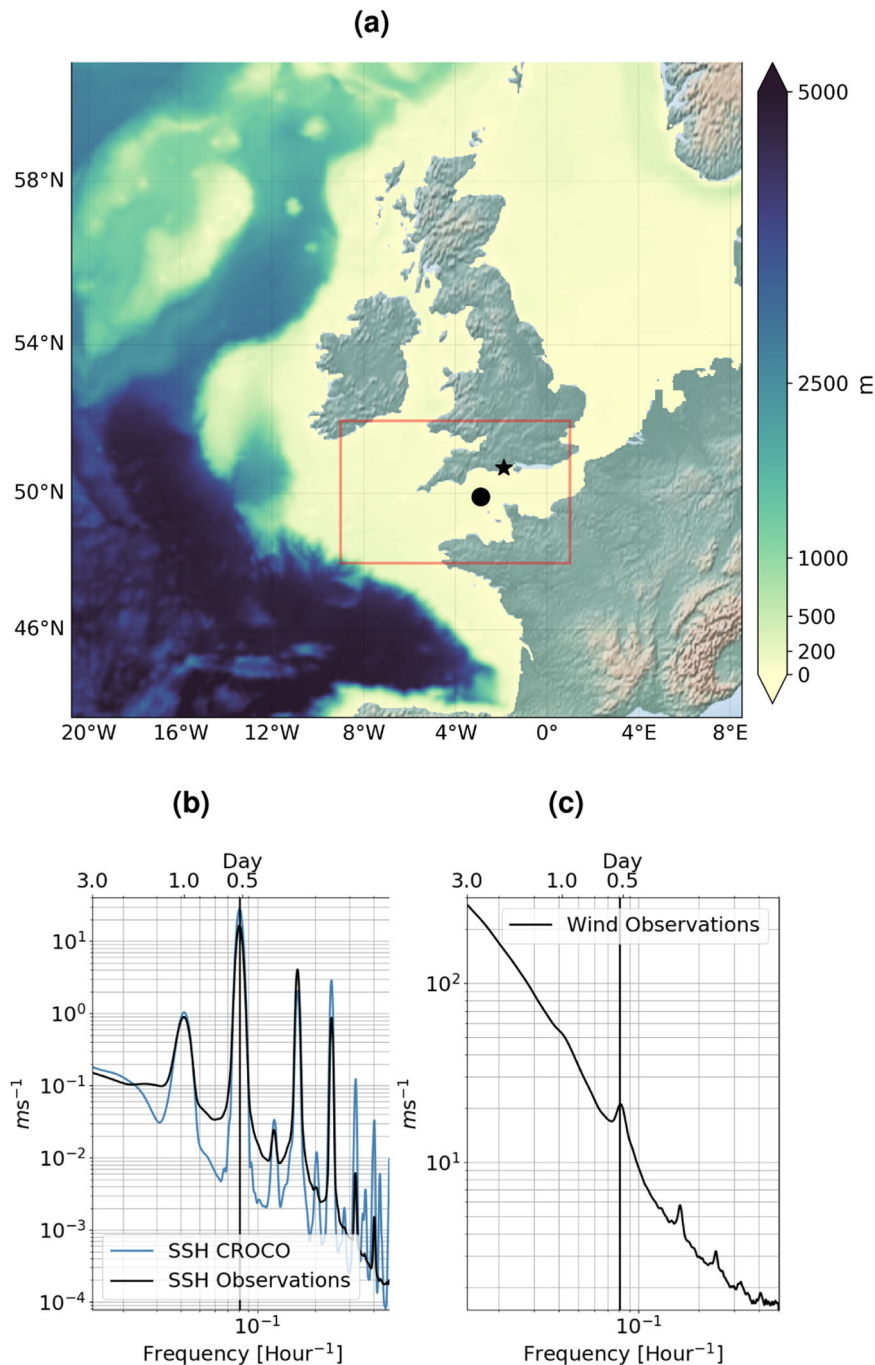 (a)
58°N
54°N
50°N
46°N
20°W 16°W 12°W 8°W 4°W 0° 4°E 8°E
5000
2500
1000
500
200
0
m
(b)
Day
3.0 1.0 0.5
10¹
10⁰
10⁻¹
10⁻²
10⁻³
10⁻⁴
ms⁻¹
SSH CROCO
SSH Observations
10⁻¹
Frequency [Hour⁻¹]
(c)
Day
3.0 1.0 0.5
Wind Observations
10²
10¹
ms⁻¹
10⁻¹
Frequency [Hour⁻¹]